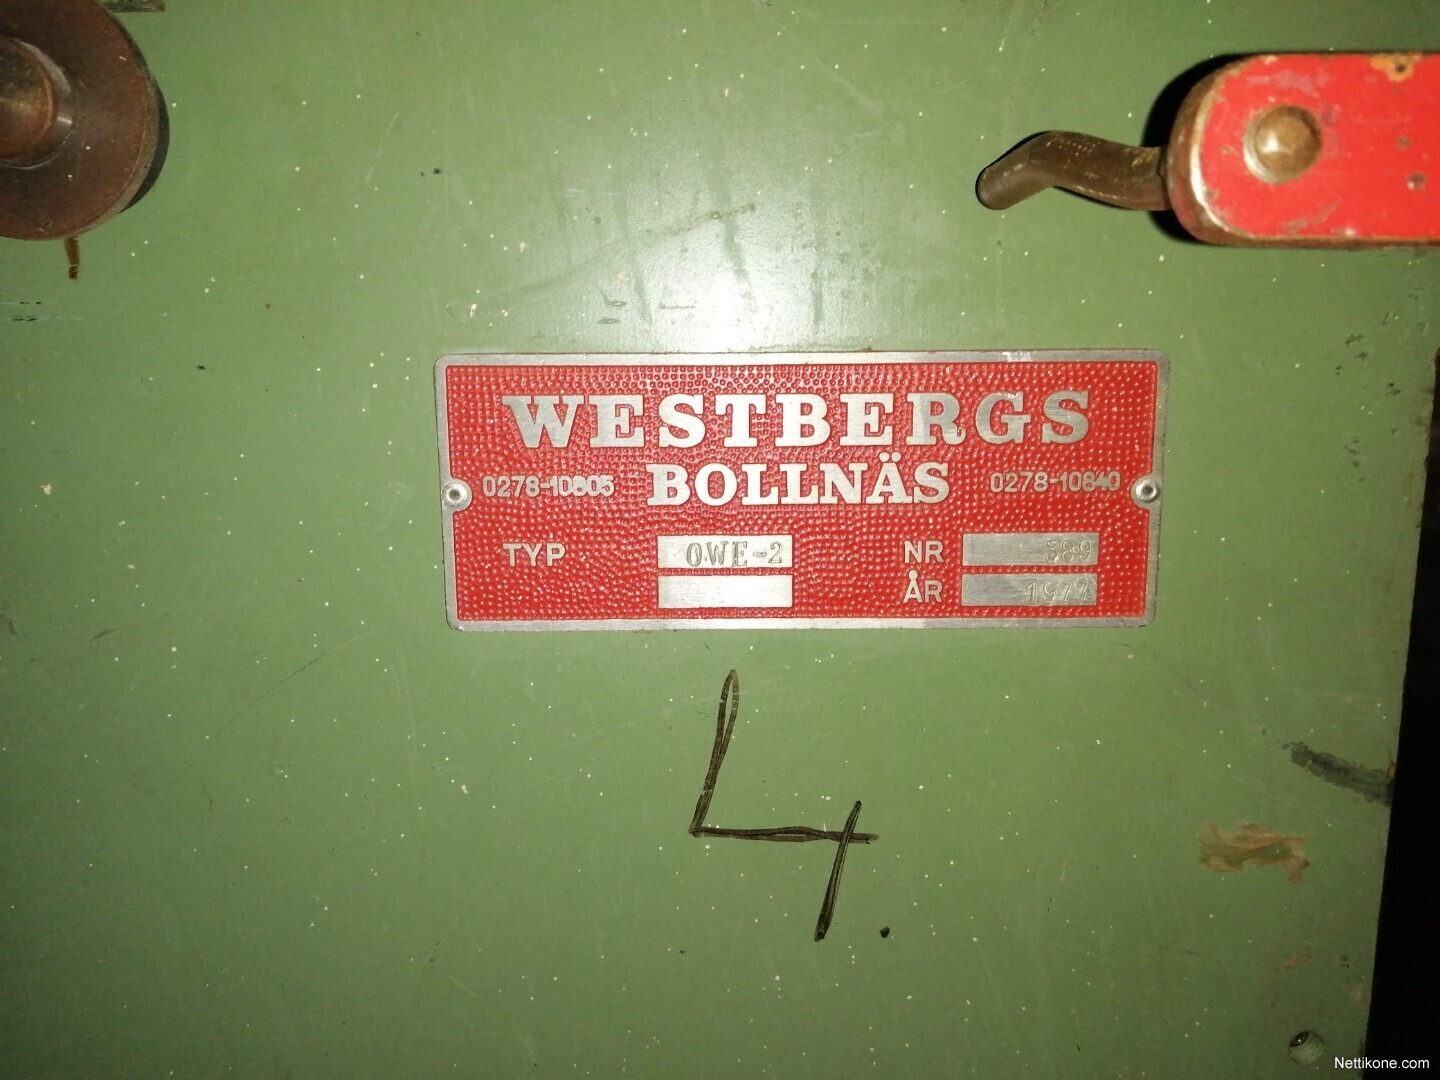 WESTBERGS
0278-10805 BOLLNÄS 0278-10840
TYP OWE-2 NR 389
ÅR 1977
4.
Nettikone.com